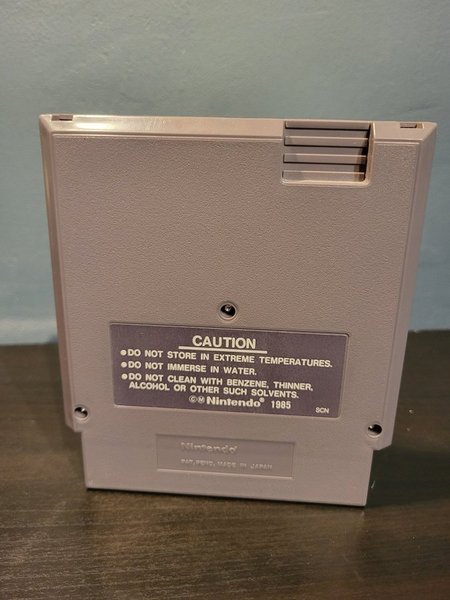 CAUTION
●DO NOT STORE IN EXTREME TEMPERATURES.
●DO NOT IMMERSE IN WATER.
●DO NOT CLEAN WITH BENZENE, THINNER,
ALCOHOL OR OTHER SUCH SOLVENTS.
©Ⓜ Nintendo® 1985
SCN
Nintendo®
PAT. PEND. MADE IN JAPAN